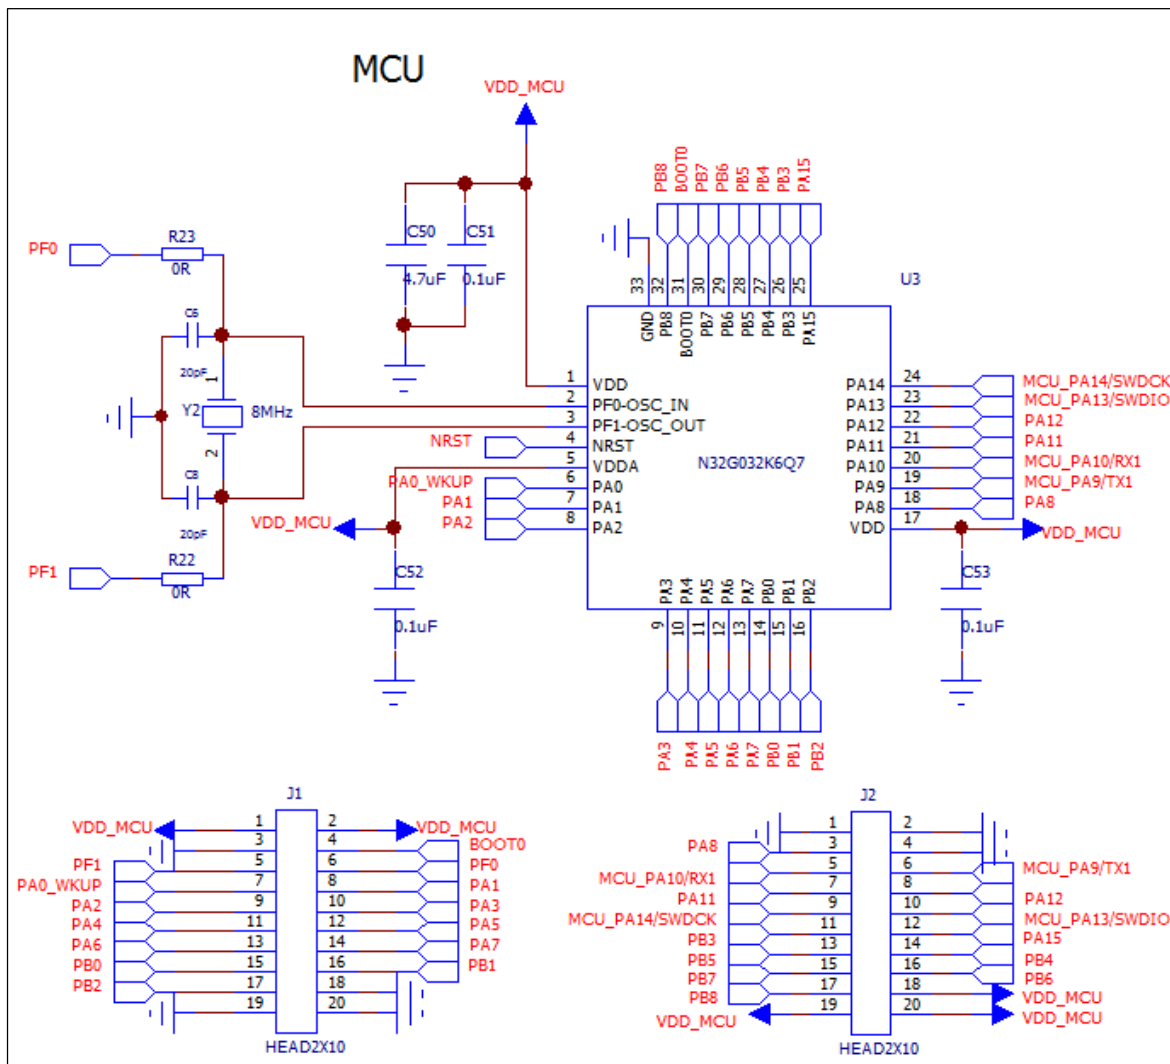 MCU
VDD_MCU
PB8
BOOT0
PB7
PB6
PB5
PB4
PB3
PA15
C50
4.7uF
C51
0.1uF
PF0
R23
0R
C6
20pF
1
Y2
8MHz
2
C8
20pF
PF1
R22
0R
U3
33 32 31 30 29 28 27 26 25
GND PB8 BOOT0 PB7 PB6 PB5 PB4 PB3 PA15
1 VDD
2 PF0-OSC_IN
3 PF1-OSC_OUT
NRST 4 NRST
5 VDDA
PA0_WKUP 6 PA0
PA1 7 PA1
PA2 8 PA2
N32G032K6Q7
PA14 24 MCU_PA14/SWDCK
PA13 23 MCU_PA13/SWDIO
PA12 22 PA12
PA11 21 PA11
PA10 20 MCU_PA10/RX1
PA9 19 MCU_PA9/TX1
PA8 18 PA8
VDD 17 VDD_MCU
VDD_MCU
C52
0.1uF
C53
0.1uF
PA3 PA4 PA5 PA6 PA7 PB0 PB1 PB2
9 10 11 12 13 14 15 16
PA3 PA4 PA5 PA6 PA7 PB0 PB1 PB2
J1
VDD_MCU 1 2 VDD_MCU
3 4 BOOT0
PF1 5 6 PF0
PA0_WKUP 7 8 PA1
PA2 9 10 PA3
PA4 11 12 PA5
PA6 13 14 PA7
PB0 15 16 PB1
PB2 17 18
19 20
HEAD2X10
J2
1 2
PA8 3 4
5 6 MCU_PA9/TX1
MCU_PA10/RX1 7 8
PA11 9 10 PA12
MCU_PA14/SWDCK 11 12 MCU_PA13/SWDIO
PB3 13 14 PA15
PB5 15 16 PB4
PB7 17 18 PB6
PB8 19 20 VDD_MCU
VDD_MCU VDD_MCU
HEAD2X10